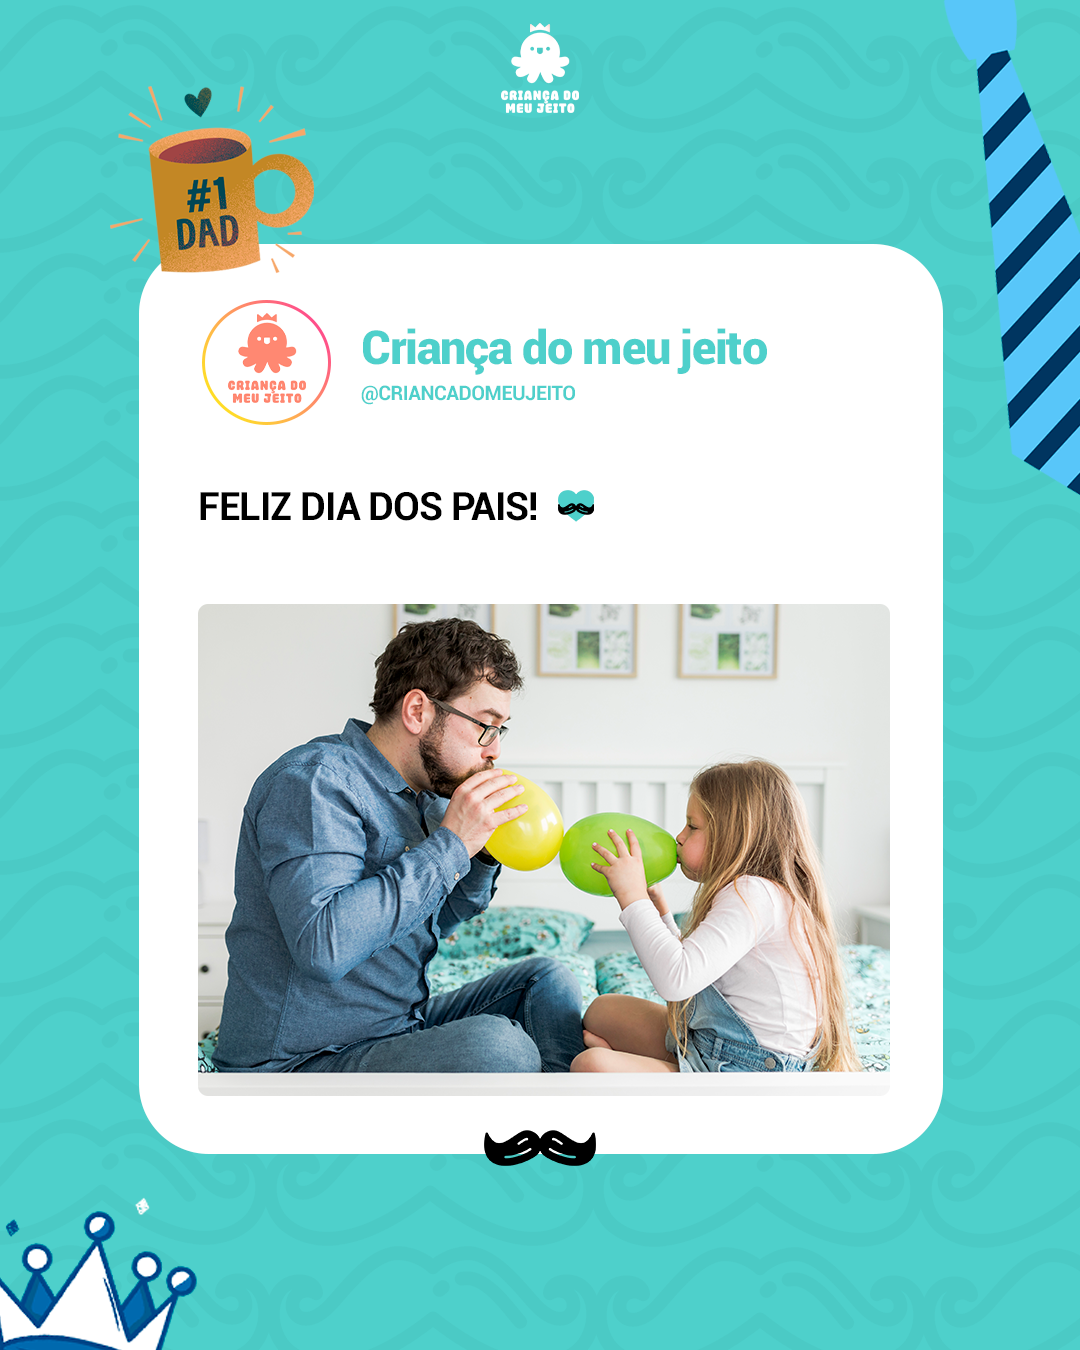 CRIANÇA DO
MEU JEITO
#1
DAD
CRIANÇA DO
MEU JEITO
Criança do meu jeito
@CRIANCADOMEUJEITO
FELIZ DIA DOS PAIS!